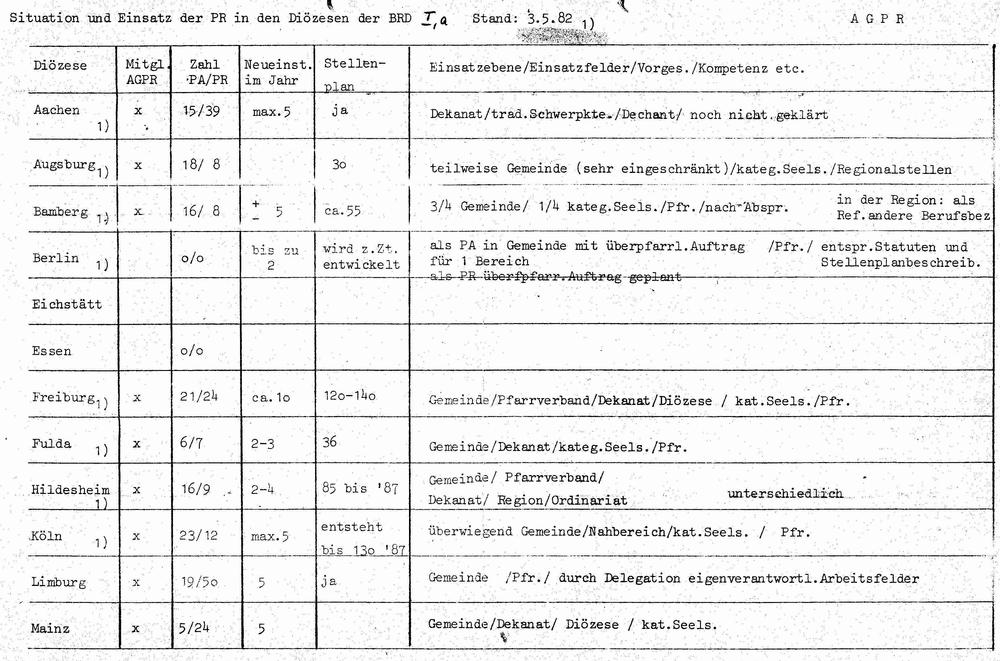 Situation und Einsatz der PR in den Diözesen der BRD I,a Stand: 3.5.82 1) A G P R
Diözese Mitgl. Zahl Neueinst. Stellen- Einsatzebene/Einsatzfelder/Vorges./Kompetenz etc.
AGPR PA/PR im Jahr plan
Aachen x 15/39 max.5 ja Dekanat/trad.Schwerpkte./Dechant/ noch nicht geklärt
1)
Augsburg 1) x 18/ 8 3o teilweise Gemeinde (sehr eingeschränkt)/kateg.Seels./Regionalstellen
Bamberg 1) x 16/ 8 + - 5 ca.55 3/4 Gemeinde/ 1/4 kateg.Seels./Pfr./nach Abspr. in der Region: als
Ref.andere Berufsbez
Berlin 1) o/o bis zu wird z.Zt. als PA in Gemeinde mit überpfarrl.Auftrag /Pfr./ entspr.Statuten und
2 entwickelt für 1 Bereich Stellenplanbeschreib.
als PR überfpfarr.Auftrag geplant
Eichstätt
Essen o/o
Freiburg 1) x 21/24 ca.1o 12o-14o Gemeinde/Pfarrverband/Dekanat/Diözese / kat.Seels./Pfr.
Fulda 1) x 6/7 2-3 36 Gemeinde/Dekanat/kateg.Seels./Pfr.
Hildesheim x 16/9 2-4 85 bis '87 Gemeinde/ Pfarrverband/
1) Dekanat/ Region/Ordinariat unterschiedlich
Köln 1) x 23/12 max.5 entsteht überwiegend Gemeinde/Nahbereich/kat.Seels. / Pfr.
bis 13o '87
Limburg x 19/5o 5 ja Gemeinde /Pfr./ durch Delegation eigenverantwortl.Arbeitsfelder
Mainz x 5/24 5 Gemeinde/Dekanat/ Diözese / kat.Seels.